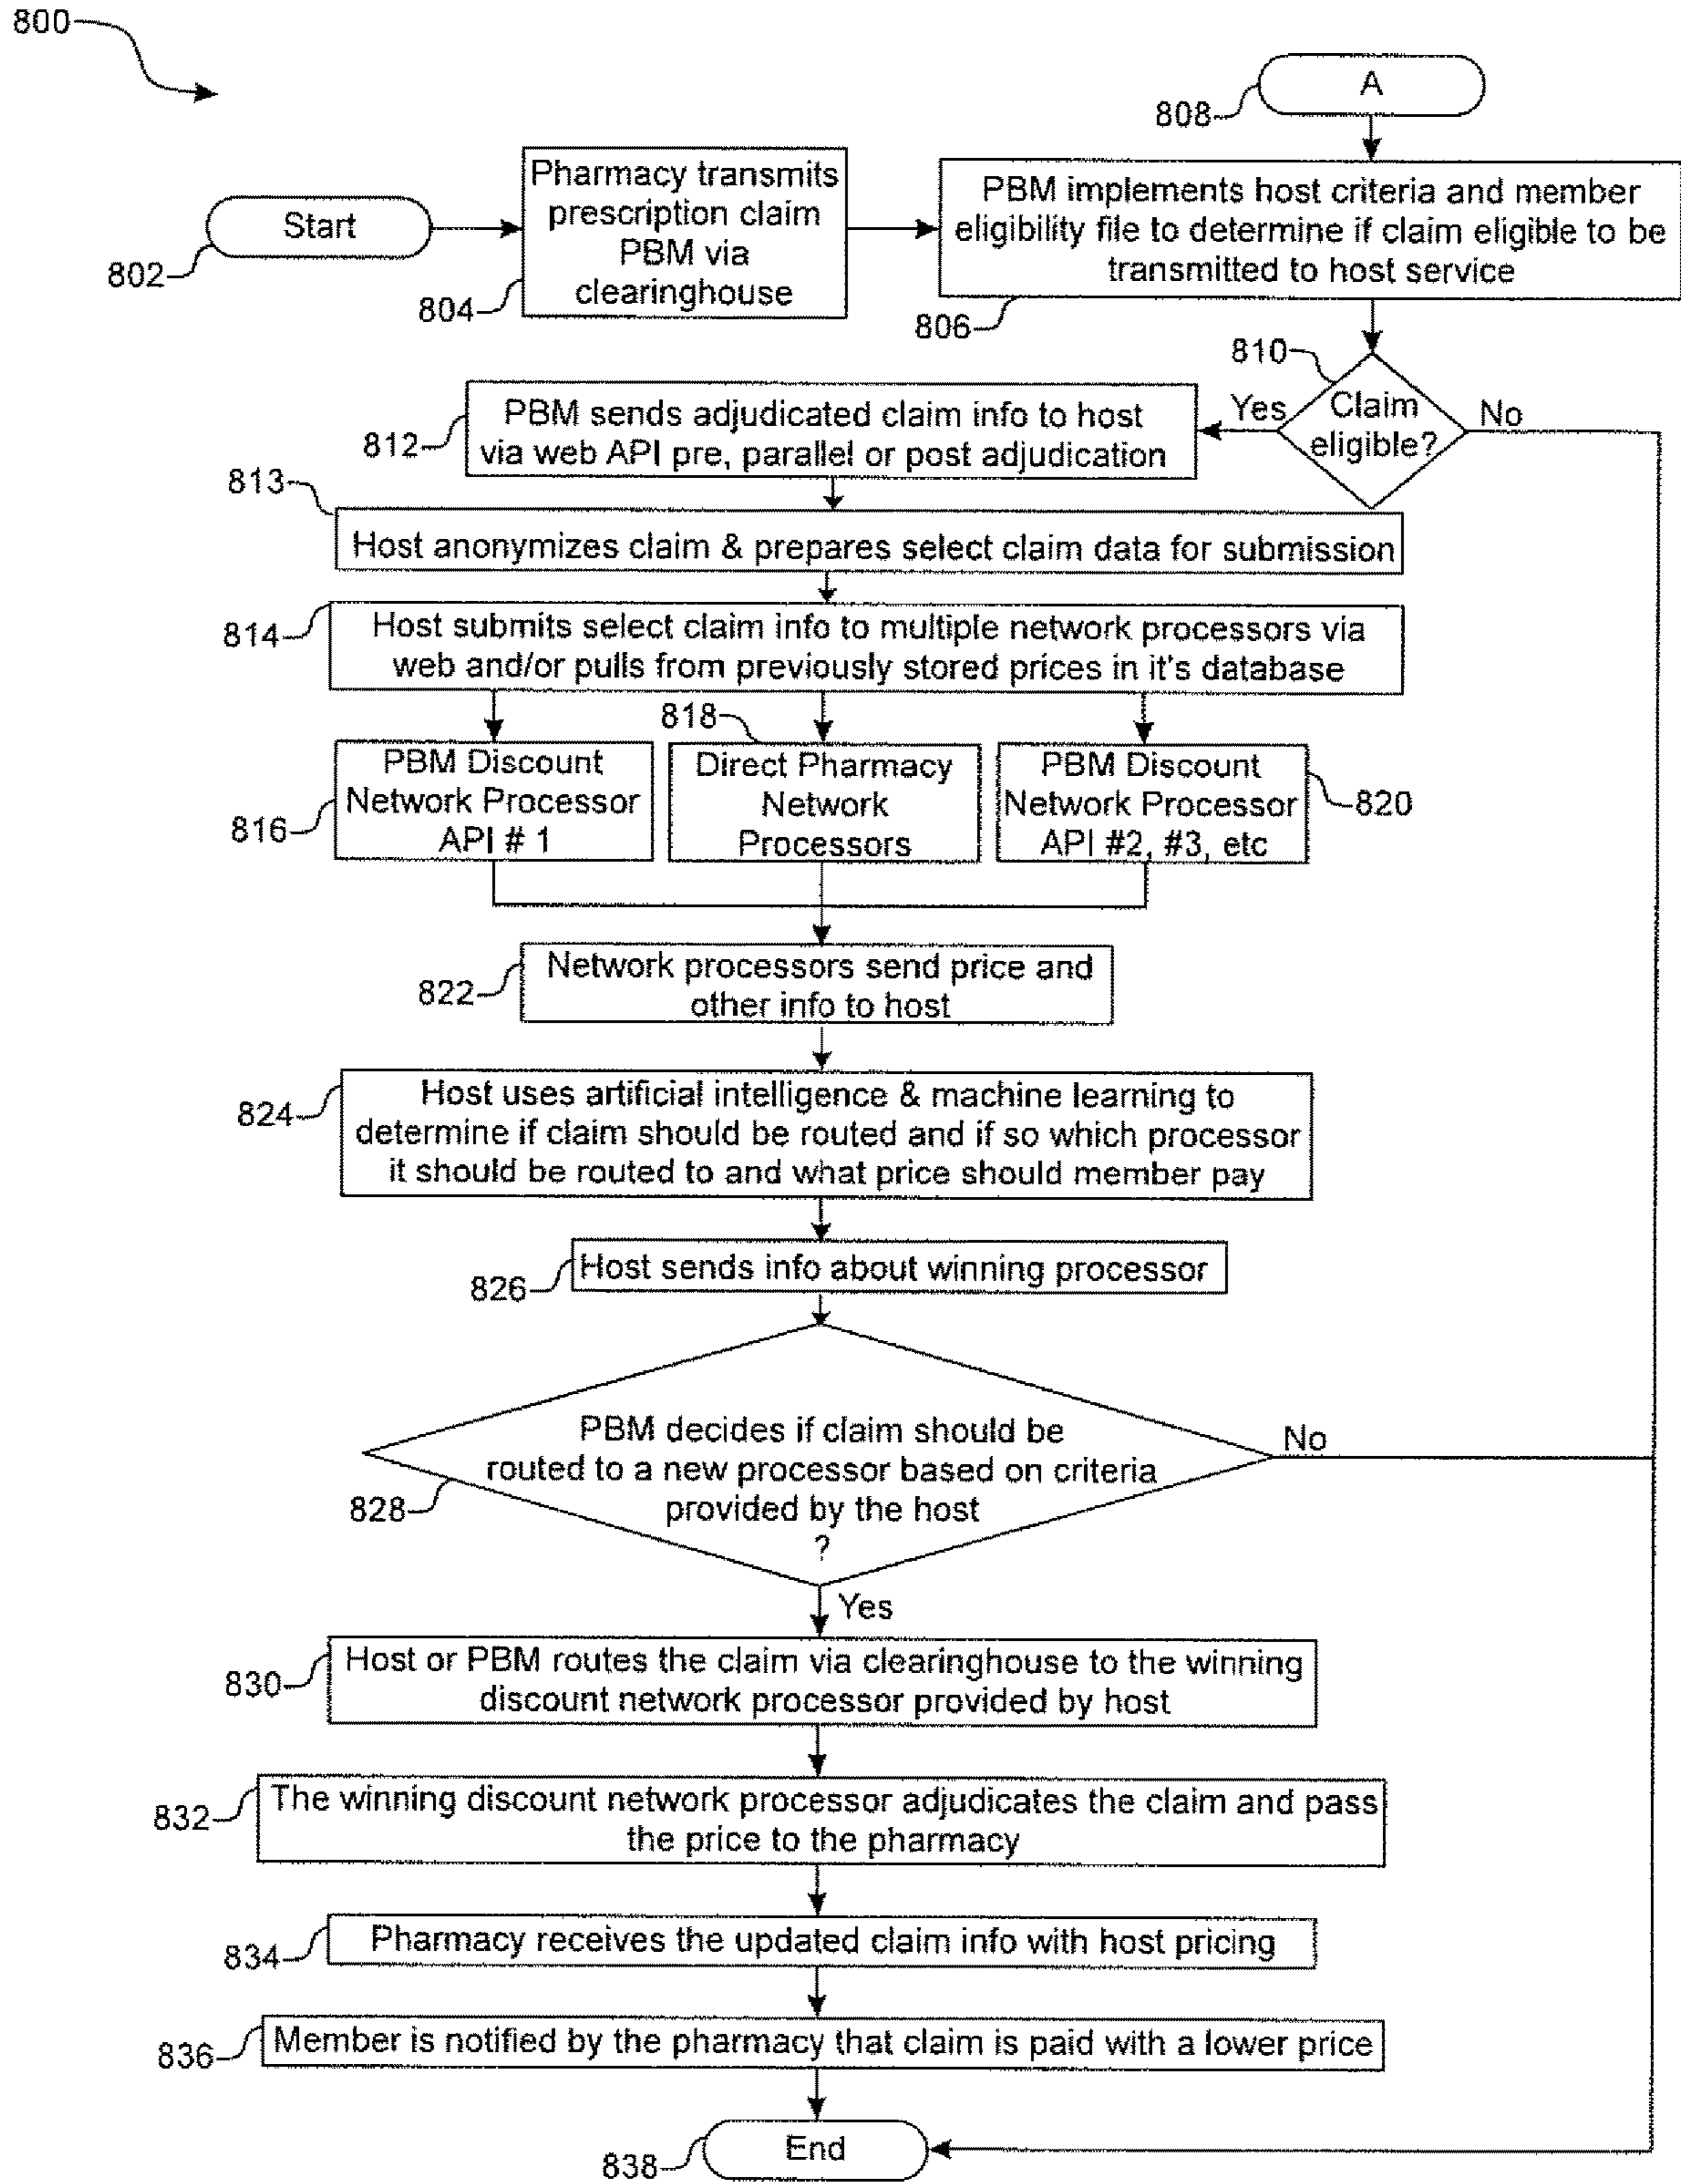 800
A
808
Start
802
Pharmacy transmits
prescription claim
PBM via
clearinghouse
804
PBM implements host criteria and member
eligibility file to determine if claim eligible to be
transmitted to host service
806
810
Claim
eligible?
Yes
No
PBM sends adjudicated claim info to host
via web API pre, parallel or post adjudication
812
813
Host anonymizes claim & prepares select claim data for submission
814
Host submits select claim info to multiple network processors via
web and/or pulls from previously stored prices in it's database
818
PBM Discount
Network Processor
API # 1
816
Direct Pharmacy
Network
Processors
PBM Discount
Network Processor
API #2, #3, etc
820
Network processors send price and
other info to host
822
Host uses artificial intelligence & machine learning to
determine if claim should be routed and if so which processor
it should be routed to and what price should member pay
824
Host sends info about winning processor
826
PBM decides if claim should be
routed to a new processor based on criteria
provided by the host
?
828
No
Yes
Host or PBM routes the claim via clearinghouse to the winning
discount network processor provided by host
830
The winning discount network processor adjudicates the claim and pass
the price to the pharmacy
832
Pharmacy receives the updated claim info with host pricing
834
Member is notified by the pharmacy that claim is paid with a lower price
836
End
838